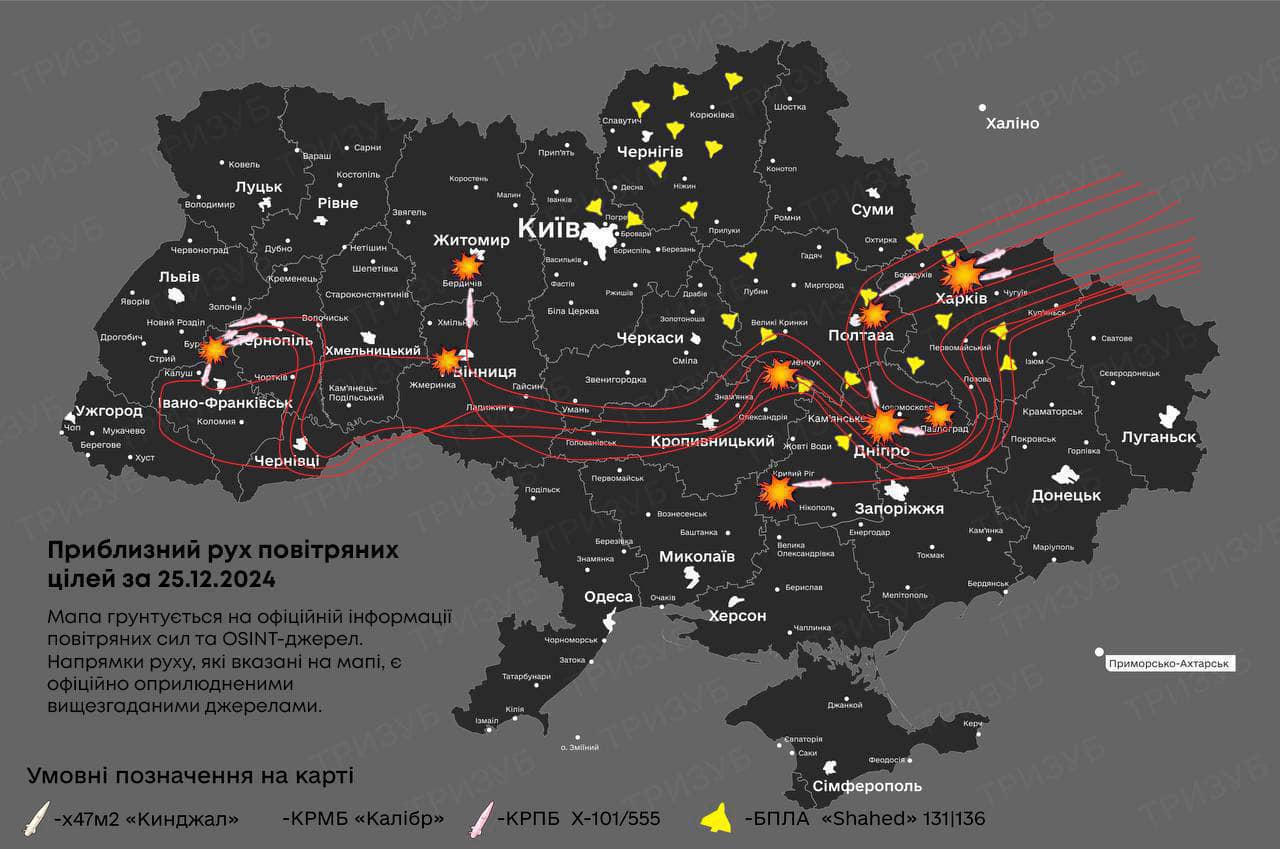 ТРИЗУБ
Шостка
Халіно
Корюківка
Славутич
Чернігів
Прип'ять
Сарни
Вараш
Ковель
Костопіль
Луцьк
Володимир
Рівне
Коростень
Малин
Іванків
Десна
Ніжин
Конотоп
Ромни
Суми
Звягель
Київ
Бровари
Бориспіль
Березань
Прилуки
Охтирка
Червоноград
Дубно
Нетішин
Житомир
Васильків
Гадяч
Богодухів
Львів
Кременець
Шепетівка
Бердичів
Фастів
Ржищів
Драбів
Лубни
Миргород
Харків
Чугуїв
Яворів
Золочів
Староконстянтинів
Біла Церква
Золотоноша
Великі Кринки
Полтава
Куп'янськ
Новий Розділ
Волочиськ
Хмільник
Черкаси
Первомайський
Сватове
Дрогобич
Стрий
Хмельницький
Сміла
Ізюм
Калуш
Чортків
Вінниця
Жмеринка
Звенигородка
Лозова
Сєвєродонецьк
Кам'янець-
Подільський
Гайсин
Знам'янка
Івано-Франківськ
Ладижин
Умань
Олександрія
Кам'янське
Новомосковськ
Краматорськ
Ужгород
Чоп
Мукачево
Коломия
Павлоград
Луганськ
Берегове
Хуст
Чернівці
Голованівськ
Кропивницький
Жовті Води
Дніпро
Покровськ
Горлівка
Первомайськ
Кривий Ріг
Подільськ
Донецьк
Вознесенськ
Нікополь
Запоріжжя
Баштанка
Енергодар
Кам'янка
Березівка
Велика
Олександрівка
Токмак
Маріуполь
Знамянка
Миколаїв
Берислав
Мелітополь
Бердянськ
Одеса
Очаків
Херсон
Чаплинка
Чорноморськ
Затока
Приморсько-Ахтарськ
Татарбунари
Кілія
Ізмаїл
о. Зміїний
Джанкой
Керч
Євпаторія
Саки
Феодосія
Сімферополь
Приблизний рух повітряних
цілей за 25.12.2024
Мапа грунтується на офіційній інформації
повітряних сил та OSINT-джерел.
Напрямки руху, які вказані на мапі, є
офіційно оприлюдненими
вищезгаданими джерелами.
Умовні позначення на карті
-х47м2 «Кинджал»
-КРМБ «Калібр»
-КРПБ Х-101/555
-БПЛА «Shahed» 131|136